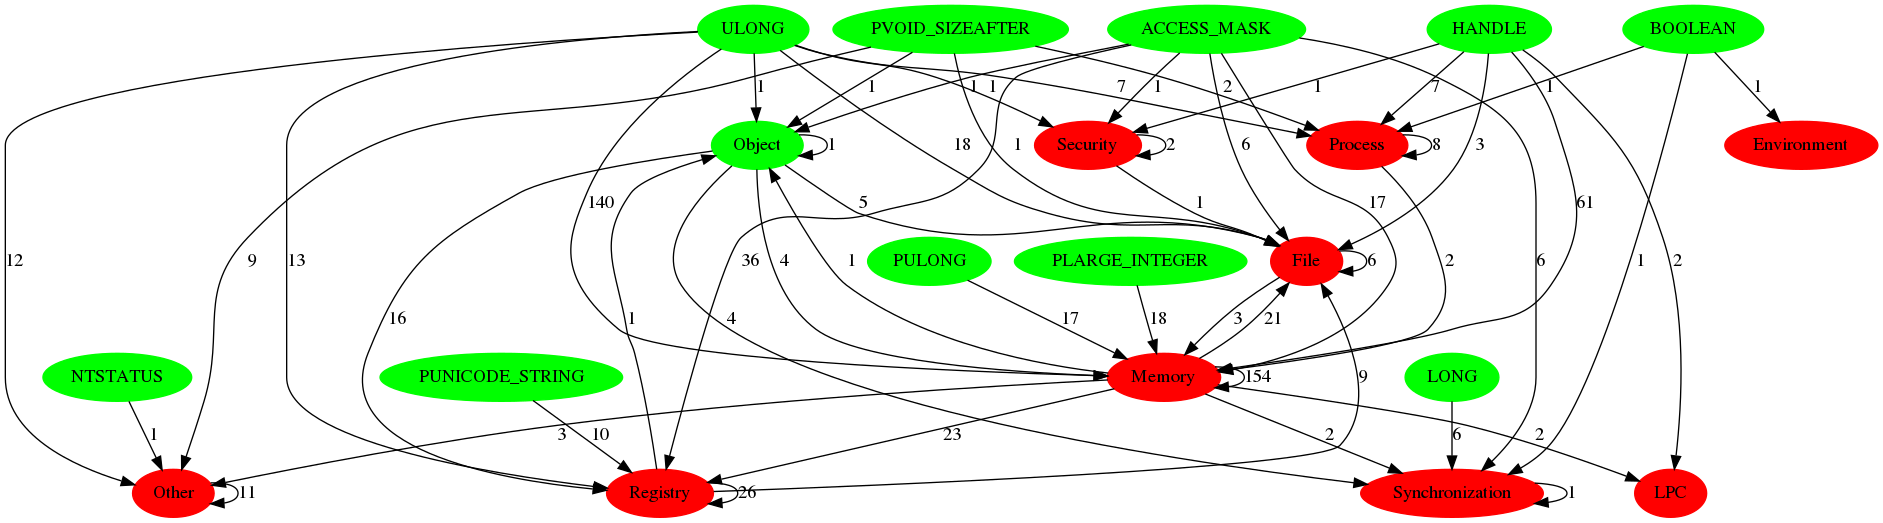 ULONG PVOID_SIZEAFTER ACCESS_MASK HANDLE BOOLEAN
1 1 1 1 7 1 2 1 7 1 1
Object 1 Security 2 Process 8 Environment
18 1 6 3
140 5 1 17 61
12 9 13 36 4 1 PULONG PLARGE_INTEGER File 6 2 6 1 2
16 1 4 17 18 3 21
NTSTATUS PUNICODE_STRING Memory 154 9 LONG
1 10 3 23 2 6 2
Other 11 Registry 26 Synchronization 1 LPC